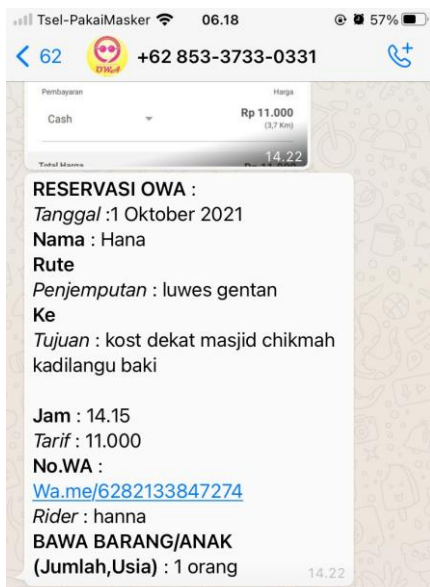 Tsel-PakaiMasker 06.18 57%
62 +62 853-3733-0331
OWA
Pembayaran Harga
Cash Rp 11.000
(3,7 Km)
14.22
Total Harga
RESERVASI OWA :
Tanggal :1 Oktober 2021
Nama : Hana
Rute
Penjemputan : luwes gentan
Ke
Tujuan : kost dekat masjid chikmah
kadilangu baki
Jam : 14.15
Tarif : 11.000
No.WA :
Wa.me/6282133847274
Rider : hanna
BAWA BARANG/ANAK
(Jumlah,Usia) : 1 orang 14.22